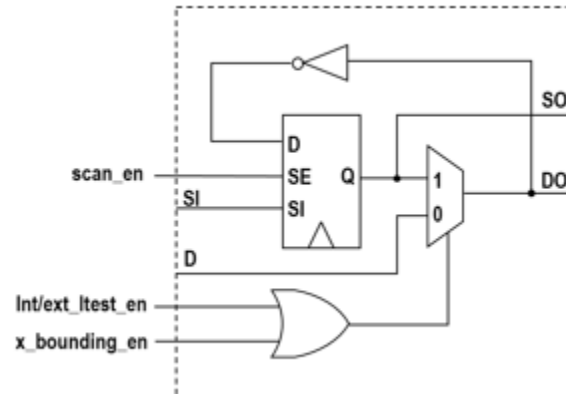 SO
D
scan_en
SE
Q
SI
SI
1
DO
0
D
Int/ext_ltest_en
x_bounding_en